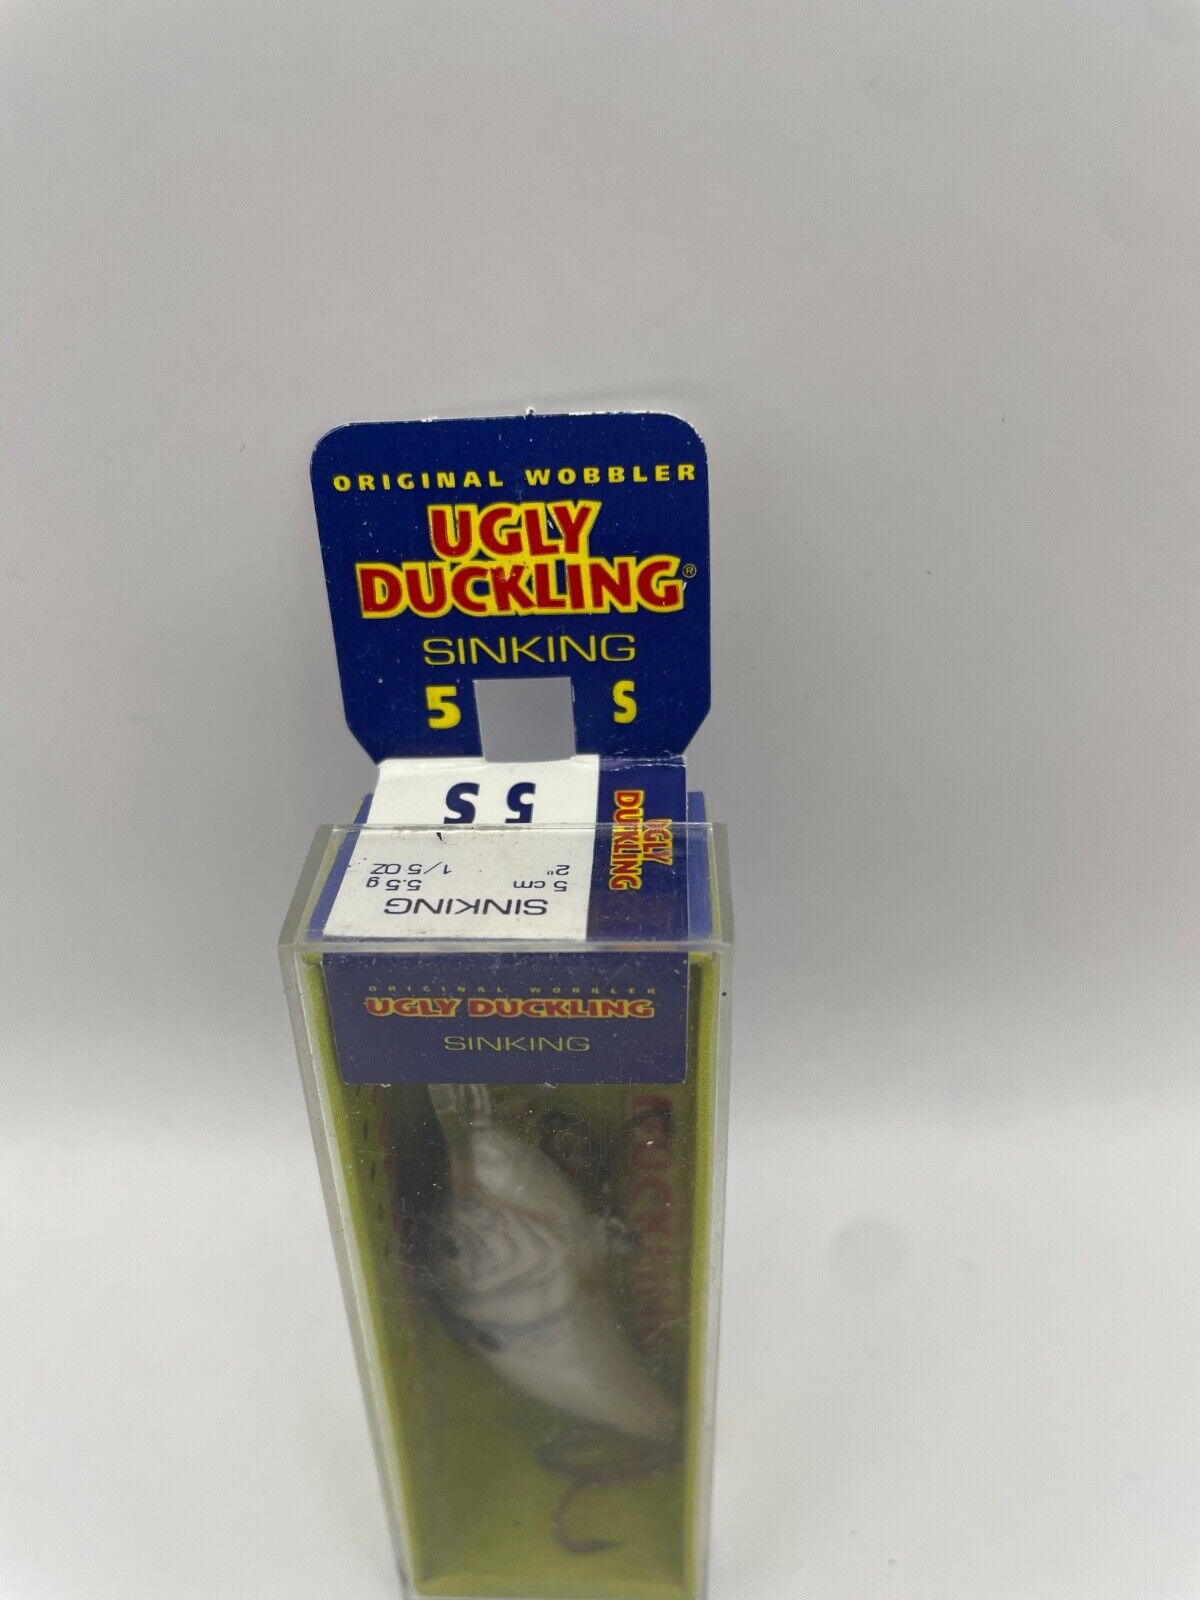 ORIGINAL WOBBLER
UGLY
DUCKLING®
SINKING
5 S
5 S
UGLY
DUCKLING
5 cm 5.5 g
2" 1/5 OZ
SINKING
ORIGINAL WOBBLER
UGLY DUCKLING
SINKING
DUCKLING